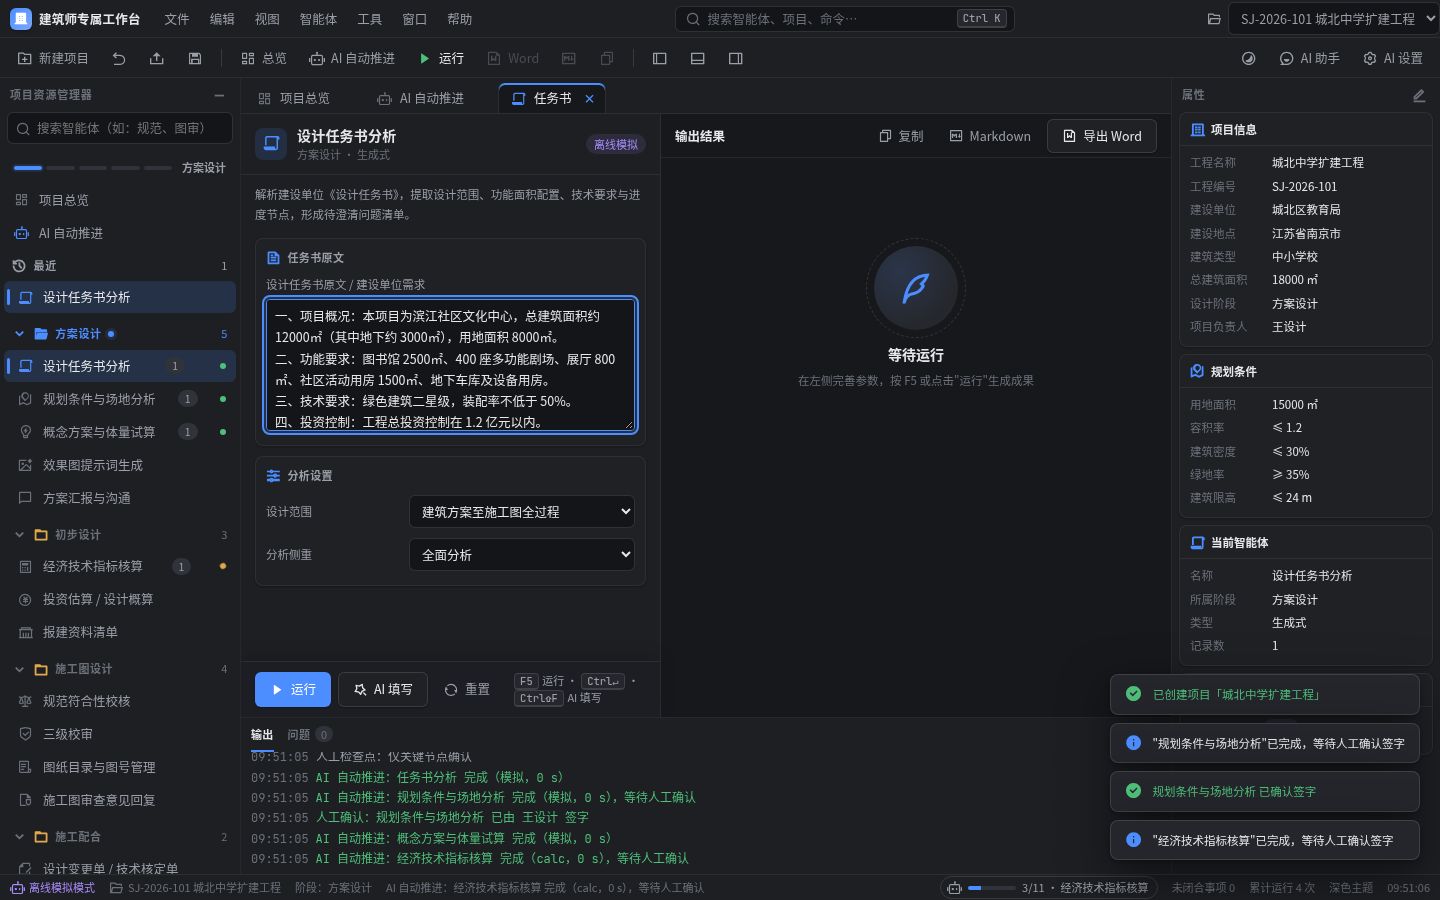 建筑师专属工作台 文件 编辑 视图 智能体 工具 窗口 帮助 搜索智能体、项目、命令… Ctrl K SJ-2026-101 城北中学扩建工程
新建项目 总览 AI 自动推进 运行 Word AI 助手 AI 设置
项目资源管理器
搜索智能体（如：规范、图审）
方案设计
项目总览
AI 自动推进
最近 1
设计任务书分析
方案设计 5
设计任务书分析 1
规划条件与场地分析 1
概念方案与体量试算 1
效果图提示词生成
方案汇报与沟通
初步设计 3
经济技术指标核算 1
投资估算 / 设计概算
报建资料清单
施工图设计 4
规范符合性校核
三级校审
图纸目录与图号管理
施工图审查意见回复
施工配合 2
设计变更单 / 技术核定单
项目总览 AI 自动推进 任务书
设计任务书分析
方案设计 · 生成式
离线模拟
解析建设单位《设计任务书》，提取设计范围、功能面积配置、技术要求与进
度节点，形成待澄清问题清单。
任务书原文
设计任务书原文 / 建设单位需求
一、项目概况：本项目为滨江社区文化中心，总建筑面积约
12000㎡（其中地下约 3000㎡），用地面积 8000㎡。
二、功能要求：图书馆 2500㎡、400 座多功能剧场、展厅 800
㎡、社区活动用房 1500㎡、地下车库及设备用房。
三、技术要求：绿色建筑二星级，装配率不低于 50%。
四、投资控制：工程总投资控制在 1.2 亿元以内。
分析设置
设计范围 建筑方案至施工图全过程
分析侧重 全面分析
运行 AI 填写 重置 F5 运行 · Ctrl↵ ·
Ctrl⇧F AI 填写
输出结果 复制 Markdown 导出 Word
等待运行
在左侧完善参数，按 F5 或点击"运行"生成成果
输出 问题 0
09:51:05 人工检查点：仅关键节点确认
09:51:05 AI 自动推进：任务书分析 完成（模拟，0 s）
09:51:05 AI 自动推进：规划条件与场地分析 完成（模拟，0 s），等待人工确认
09:51:05 人工确认：规划条件与场地分析 已由 王设计 签字
09:51:05 AI 自动推进：概念方案与体量试算 完成（模拟，0 s）
09:51:05 AI 自动推进：经济技术指标核算 完成（calc，0 s），等待人工确认
属性
项目信息
工程名称 城北中学扩建工程
工程编号 SJ-2026-101
建设单位 城北区教育局
建设地点 江苏省南京市
建筑类型 中小学校
总建筑面积 18000 ㎡
设计阶段 方案设计
项目负责人 王设计
规划条件
用地面积 15000 ㎡
容积率 ≤ 1.2
建筑密度 ≤ 30%
绿地率 ≥ 35%
建筑限高 ≤ 24 m
当前智能体
名称 设计任务书分析
所属阶段 方案设计
类型 生成式
记录数 1
已创建项目「城北中学扩建工程」
"规划条件与场地分析"已完成，等待人工确认签字
规划条件与场地分析 已确认签字
"经济技术指标核算"已完成，等待人工确认签字
离线模拟模式 SJ-2026-101 城北中学扩建工程 阶段：方案设计 AI 自动推进：经济技术指标核算 完成（calc，0 s），等待人工确认 3/11 · 经济技术指标核算 未闭合事项 0 累计运行 4 次 深色主题 09:51:06